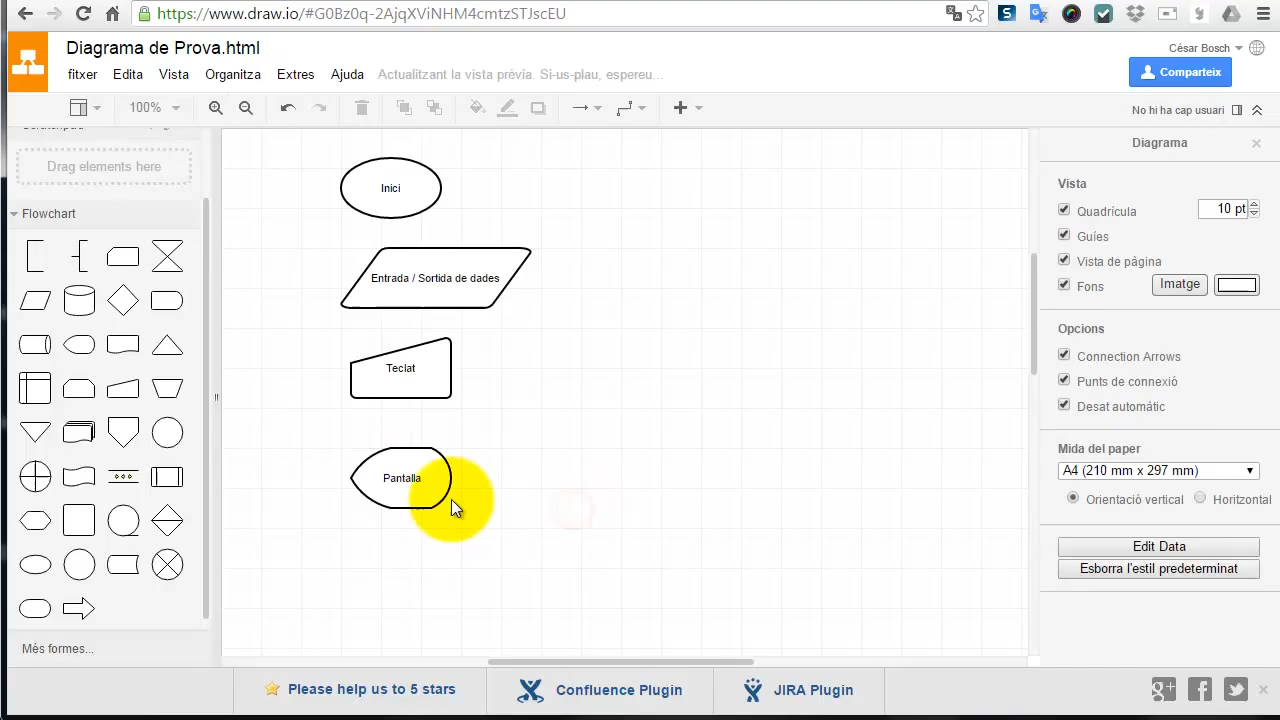 https://www.draw.io/#G0Bz0q-2AjqXViNHM4cmtzSTJscEU
Diagrama de Prova.html
César Bosch
fitxer Edita Vista Organitza Extres Ajuda Actualitzant la vista prèvia. Si-us-plau, espereu...
Comparteix
100%
No hi ha cap usuari
Drag elements here
Flowchart
Més formes...
Inici
Entrada / Sortida de dades
Teclat
Pantalla
Diagrama
Vista
Quadrícula 10 pt
Guíes
Vista de pàgina
Fons Imatge
Opcions
Connection Arrows
Punts de connexió
Desat automàtic
Mida del paper
A4 (210 mm x 297 mm)
Orientació vertical Horitzontal
Edit Data
Esborra l'estil predeterminat
Please help us to 5 stars Confluence Plugin JIRA Plugin